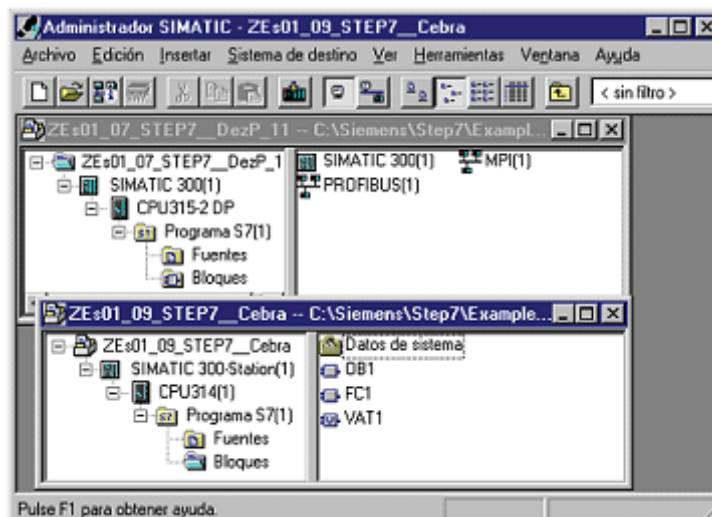 Administrador SIMATIC - ZEs01_09_STEP7__Cebra
Archivo Edición Insertar Sistema de destino Ver Herramientas Ventana Ayuda
< sin filtro >
ZEs01_07_STEP7__DezP_11 -- C:\Siemens\Step7\Exampl...
ZEs01_07_STEP7__DezP_1
SIMATIC 300(1)
CPU315-2 DP
Programa S7(1)
Fuentes
Bloques
SIMATIC 300(1) MPI(1)
PROFIBUS(1)
ZEs01_09_STEP7__Cebra -- C:\Siemens\Step7\Example...
ZEs01_09_STEP7__Cebra
SIMATIC 300-Station(1)
CPU314(1)
Programa S7(1)
Fuentes
Bloques
Datos de sistema
OB1
FC1
VAT1
Pulse F1 para obtener ayuda.